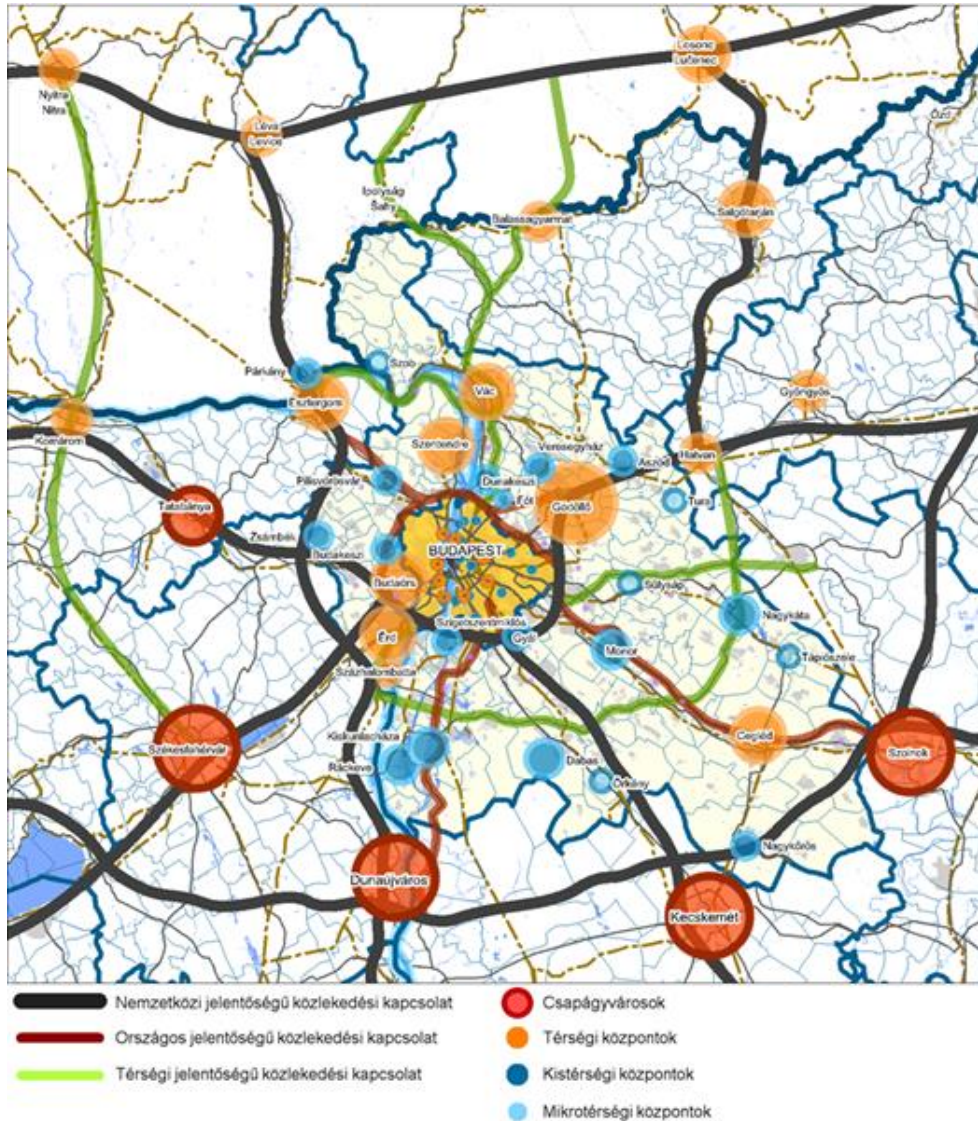 Losonc
Lučenec
Nyitra
Nitra
Léva
Levice
Ózd
Ipolyság
Šahy
Balassagyarmat
Salgótarján
Párkány
Szob
Esztergom
Vác
Gyöngyös
Komárom
Szentendre
Veresegyház
Aszód
Hatvan
Pilisvörösvár
Dunakeszi
Fót
Gödöllő
Tura
Tatabánya
Zsámbék
Budakeszi
BUDAPEST
Budaörs
Sülysáp
Nagykáta
Szigetszentmiklós
Érd
Gyál
Monor
Tápiószele
Százhalombatta
Székesfehérvár
Kiskunlacháza
Cegléd
Szolnok
Ráckeve
Dabas
Örkény
Nagykőrös
Dunaújváros
Kecskemét
Nemzetközi jelentőségű közlekedési kapcsolat
Országos jelentőségű közlekedési kapcsolat
Térségi jelentőségű közlekedési kapcsolat
Csapágyvárosok
Térségi központok
Kistérségi központok
Mikrotérségi központok